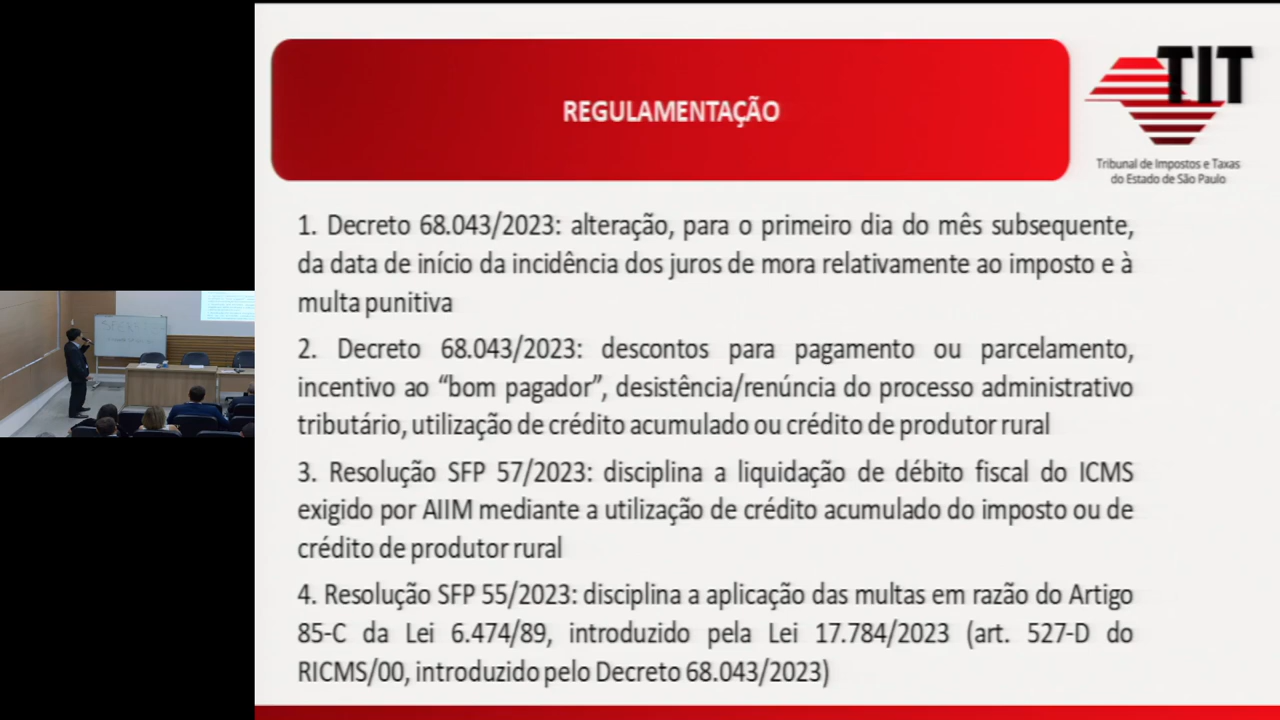 REGULAMENTAÇÃO
TIT
Tribunal de Impostos e Taxas
do Estado de São Paulo
1. Decreto 68.043/2023: alteração, para o primeiro dia do mês subsequente,
da data de início da incidência dos juros de mora relativamente ao imposto e à
multa punitiva
2. Decreto 68.043/2023: descontos para pagamento ou parcelamento,
incentivo ao “bom pagador”, desistência/renúncia do processo administrativo
tributário, utilização de crédito acumulado ou crédito de produtor rural
3. Resolução SFP 57/2023: disciplina a liquidação de débito fiscal do ICMS
exigido por AIIM mediante a utilização de crédito acumulado do imposto ou de
crédito de produtor rural
4. Resolução SFP 55/2023: disciplina a aplicação das multas em razão do Artigo
85-C da Lei 6.474/89, introduzido pela Lei 17.784/2023 (art. 527-D do
RICMS/00, introduzido pelo Decreto 68.043/2023)